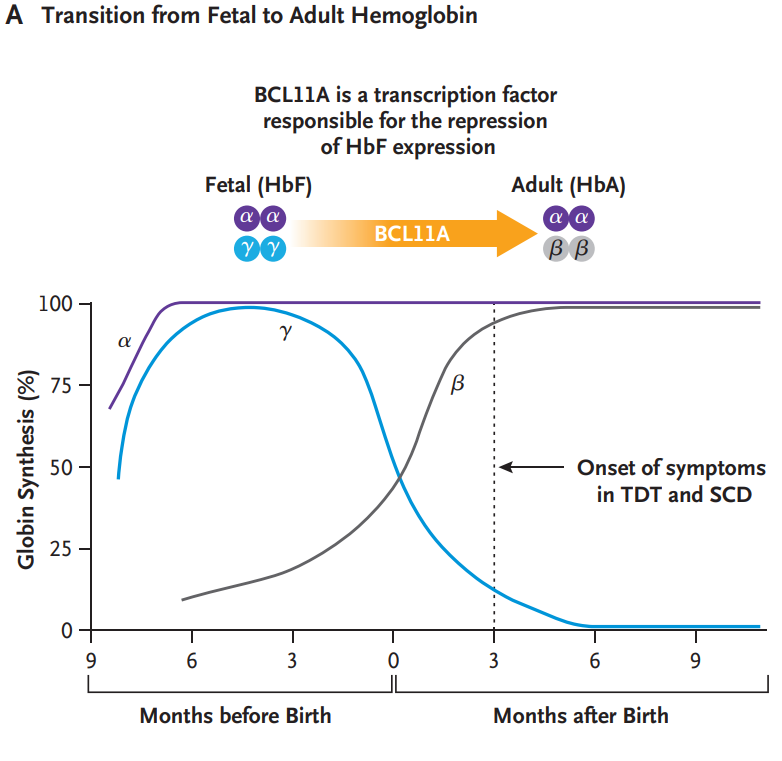 A Transition from Fetal to Adult Hemoglobin
BCL11A is a transcription factor
responsible for the repression
of HbF expression
Fetal (HbF)
Adult (HbA)
α α
γ γ
BCL11A
α α
β β
Globin Synthesis (%)
100
75
50
25
0
α
γ
β
Onset of symptoms
in TDT and SCD
9 6 3 0 3 6 9
Months before Birth
Months after Birth